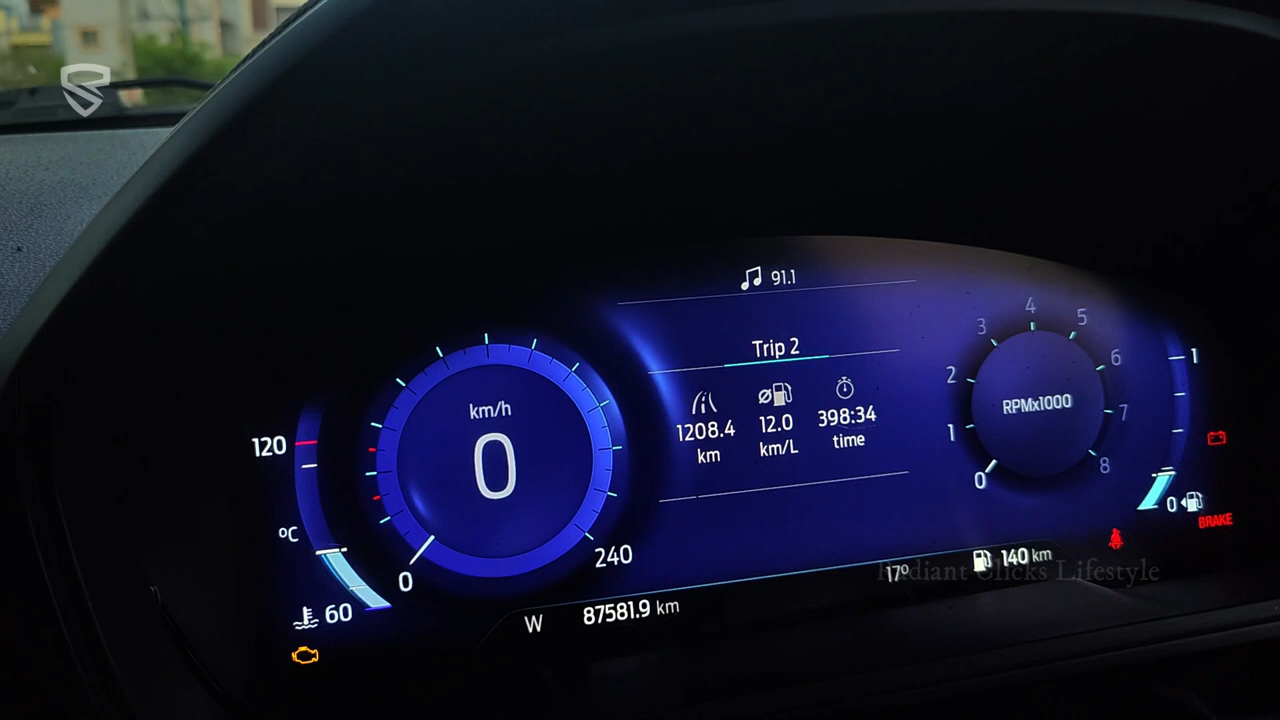 91.1
Trip 2
1208.4 km
12.0 km/L
398:34 time
km/h
0
0
240
120
°C
60
RPMx1000
0
1
2
3
4
5
6
7
8
1
0
BRAKE
W
87581.9 km
17°
140 km
Radiant Clicks Lifestyle